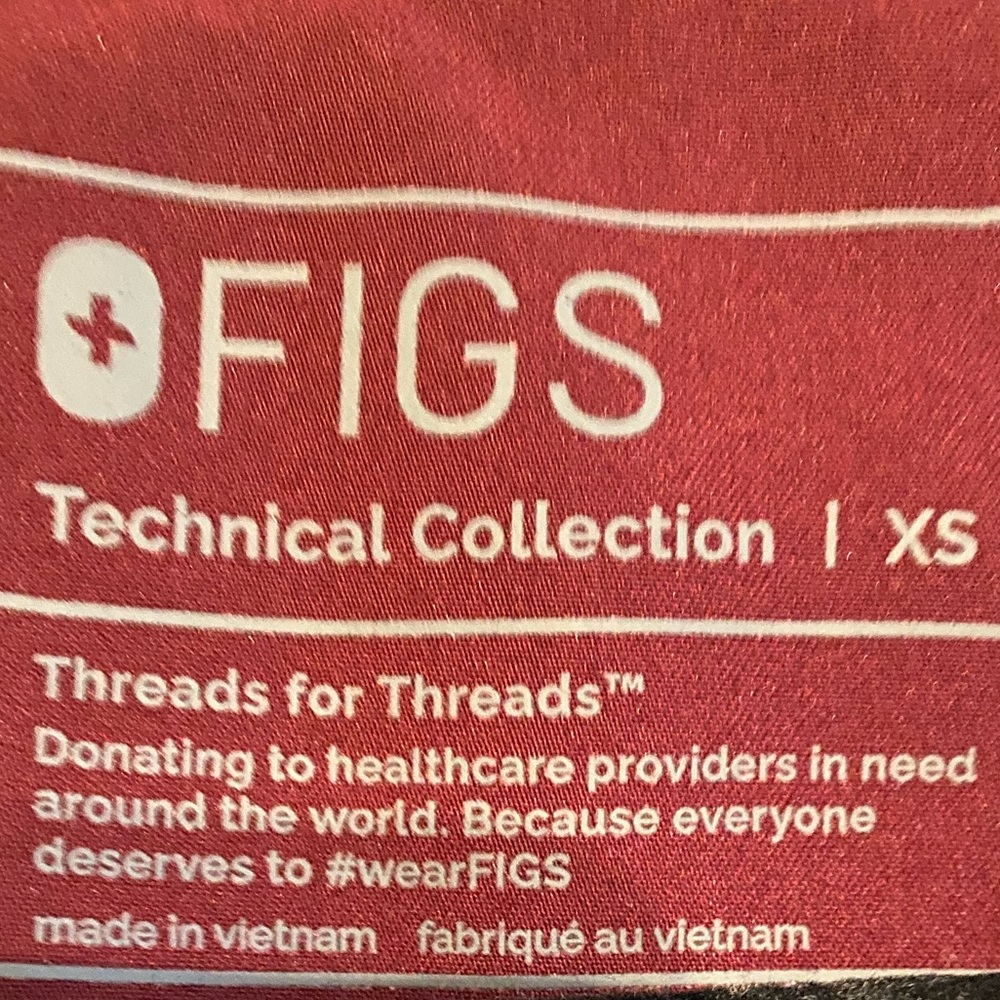 FIGS
Technical Collection | XS
Threads for Threads™
Donating to healthcare providers in need
around the world. Because everyone
deserves to #wearFIGS
made in vietnam fabriqué au vietnam